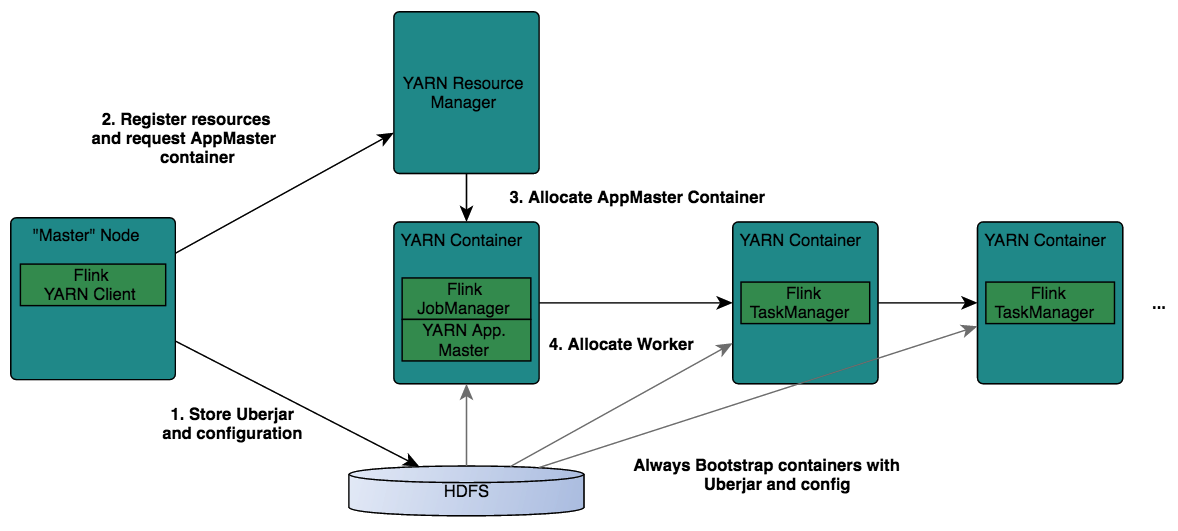 YARN Resource
Manager
2. Register resources
and request AppMaster
container
3. Allocate AppMaster Container
"Master" Node
Flink
YARN Client
YARN Container
Flink
JobManager
YARN App.
Master
4. Allocate Worker
YARN Container
Flink
TaskManager
YARN Container
Flink
TaskManager
...
1. Store Uberjar
and configuration
HDFS
Always Bootstrap containers with
Uberjar and config